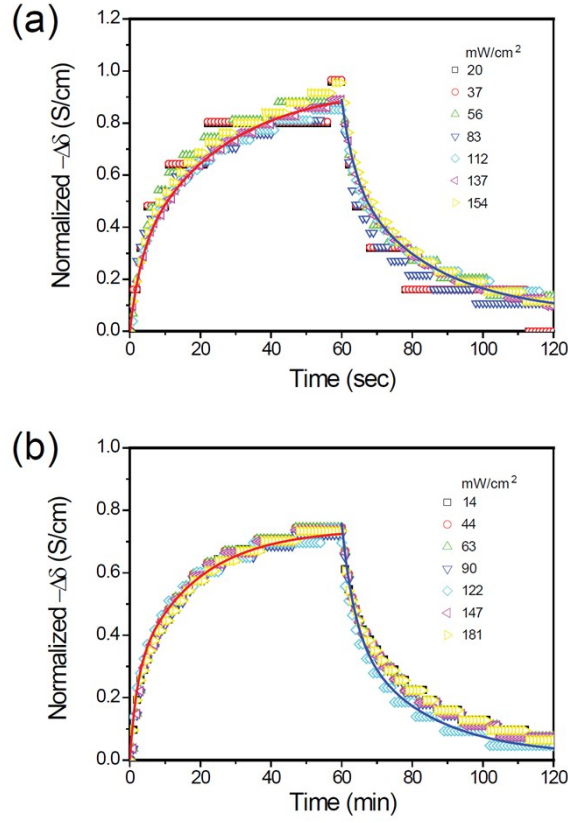 (a)
1.2
1.0
0.8
0.6
0.4
0.2
0.0
Normalized −Δδ (S/cm)
mW/cm²
20
37
56
83
112
137
154
0 20 40 60 80 100 120
Time (sec)
(b)
1.0
0.8
0.6
0.4
0.2
0.0
Normalized −Δδ (S/cm)
mW/cm²
14
44
63
90
122
147
181
0 20 40 60 80 100 120
Time (min)